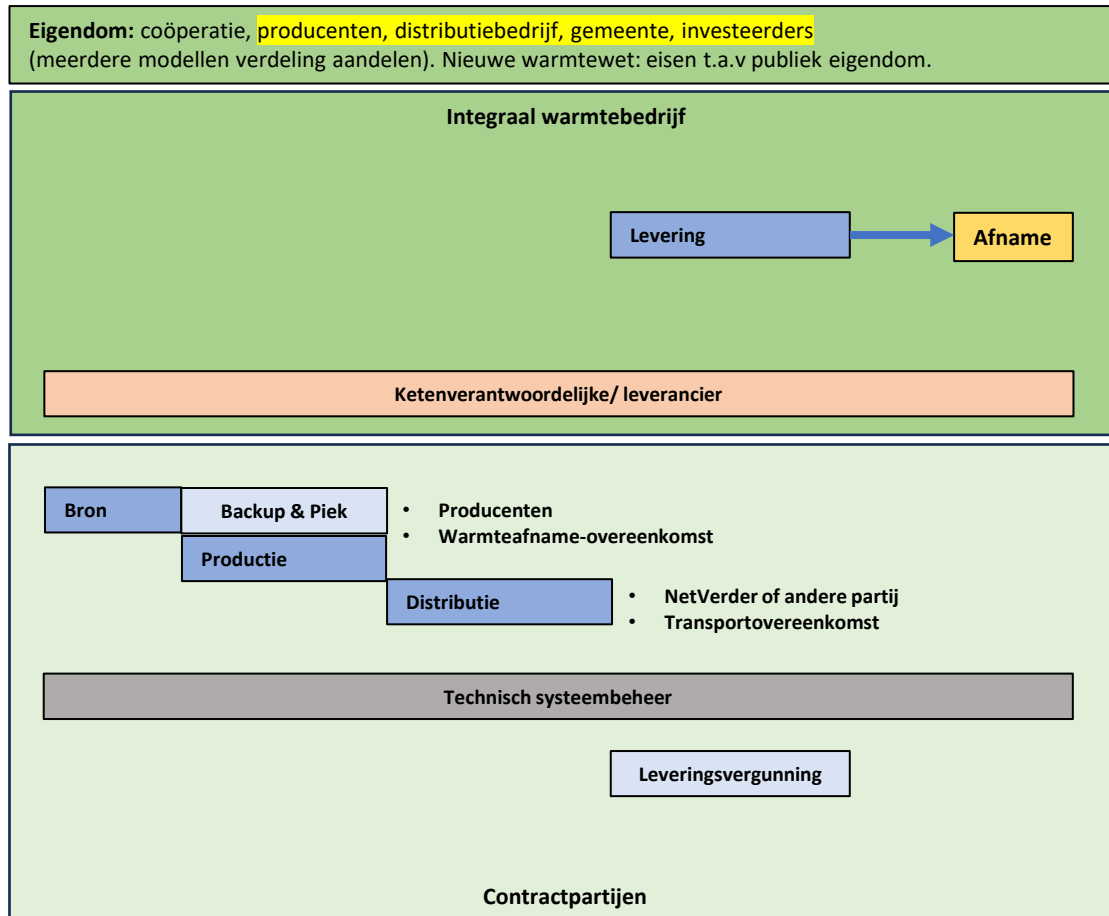 Eigendom: coöperatie, producenten, distributiebedrijf, gemeente, investeerders
(meerdere modellen verdeling aandelen). Nieuwe warmtewet: eisen t.a.v publiek eigendom.
Integraal warmtebedrijf
Levering
Afname
Ketenverantwoordelijke/ leverancier
Bron
Backup & Piek
• Producenten
• Warmteafname-overeenkomst
Productie
Distributie
• NetVerder of andere partij
• Transportovereenkomst
Technisch systeembeheer
Leveringsvergunning
Contractpartijen